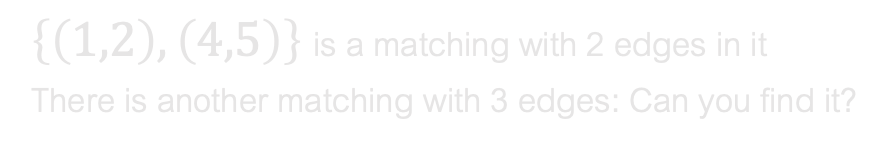 {(1,2), (4,5)} is a matching with 2 edges in it
There is another matching with 3 edges: Can you find it?